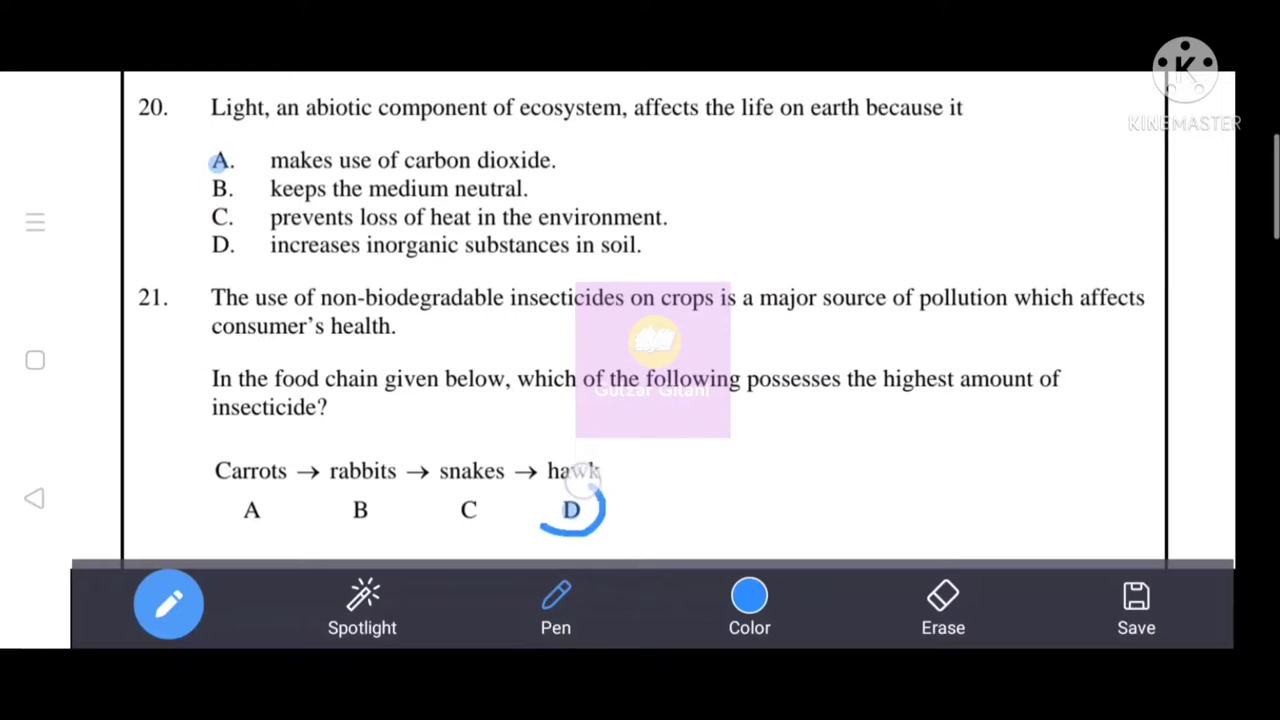 KINEMASTER
20. Light, an abiotic component of ecosystem, affects the life on earth because it
A. makes use of carbon dioxide.
B. keeps the medium neutral.
C. prevents loss of heat in the environment.
D. increases inorganic substances in soil.
21. The use of non-biodegradable insecticides on crops is a major source of pollution which affects
consumer's health.
In the food chain given below, which of the following possesses the highest amount of
Gulzar Gitani
insecticide?
Carrots → rabbits → snakes → hawk
A B C D
Spotlight Pen Color Erase Save